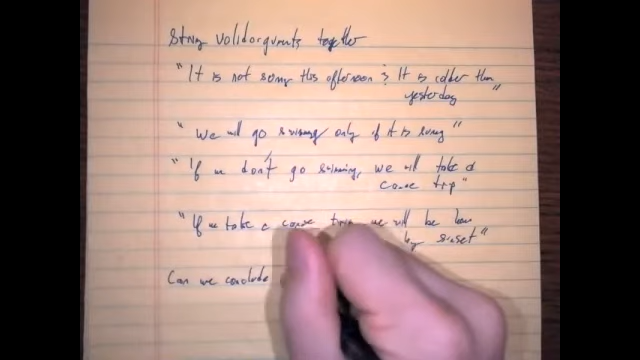 String valid arguments together
"It is not sunny this afternoon & It is colder than
yesterday"
"We will go swimming only if it is sunny"
"If we don't go swimming, we will take a
canoe trip"
"If we take a canoe trip, we will be home
by sunset"
Can we conclude